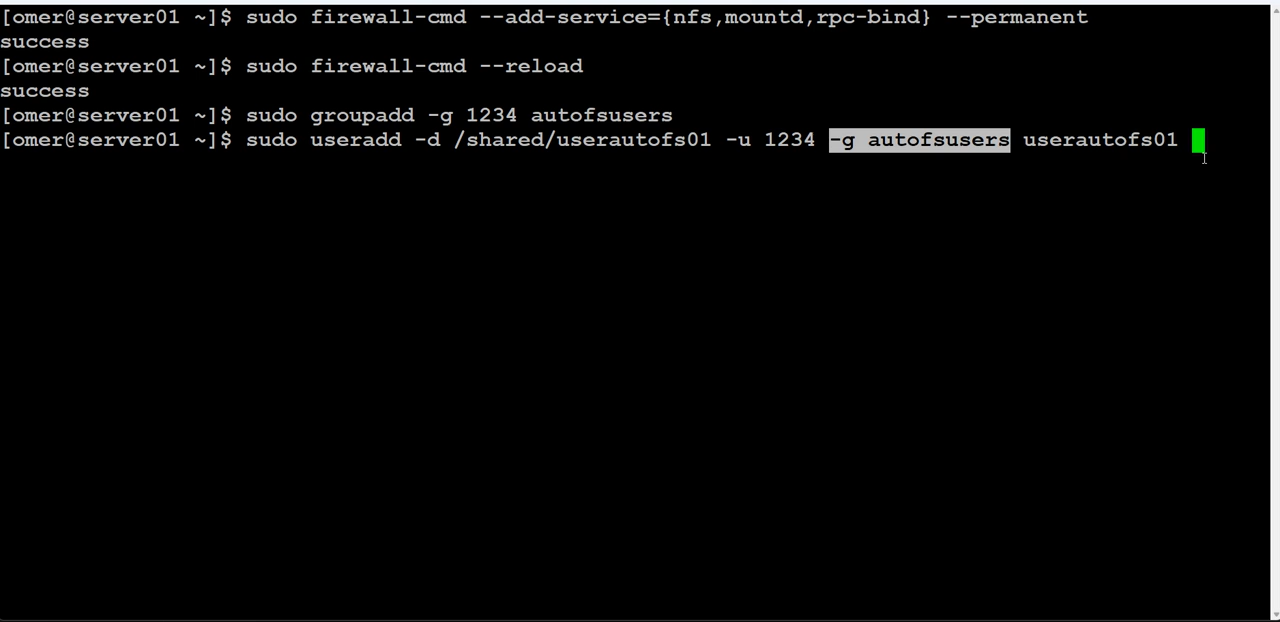 [omer@server01 ~]$ sudo firewall-cmd --add-service={nfs,mountd,rpc-bind} --permanent
success
[omer@server01 ~]$ sudo firewall-cmd --reload
success
[omer@server01 ~]$ sudo groupadd -g 1234 autofsusers
[omer@server01 ~]$ sudo useradd -d /shared/userautofs01 -u 1234 -g autofsusers userautofs01